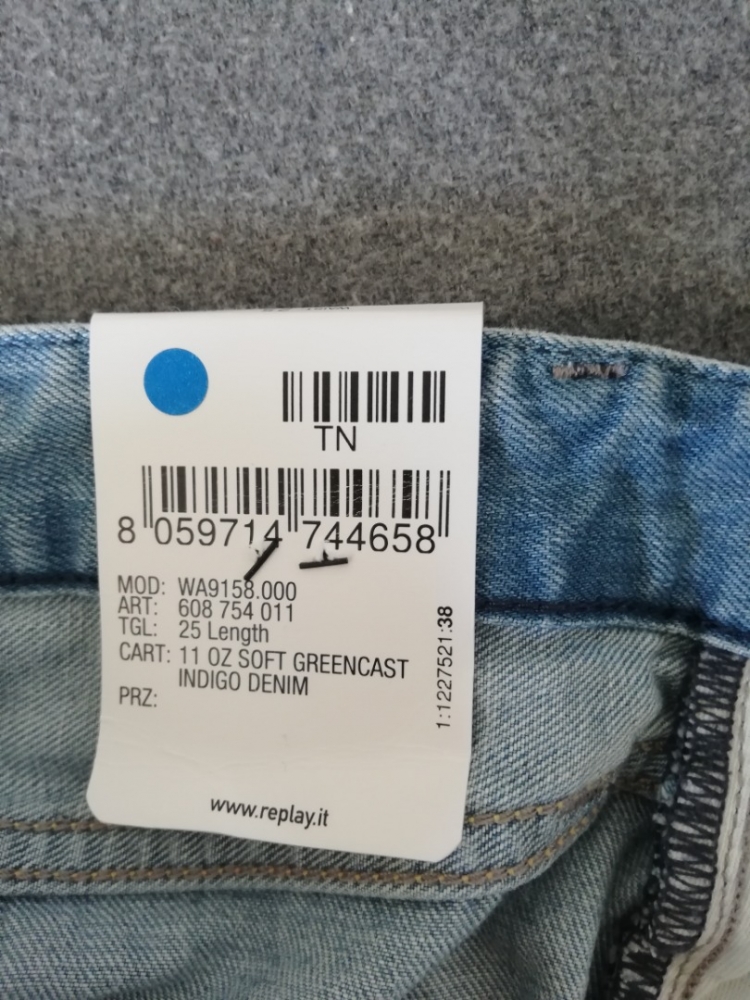 TN
8 059714 744658
MOD: WA9158.000
ART: 608 754 011
TGL: 25 Length
CART: 11 OZ SOFT GREENCAST
INDIGO DENIM
PRZ:
1:1227521:38
www.replay.it